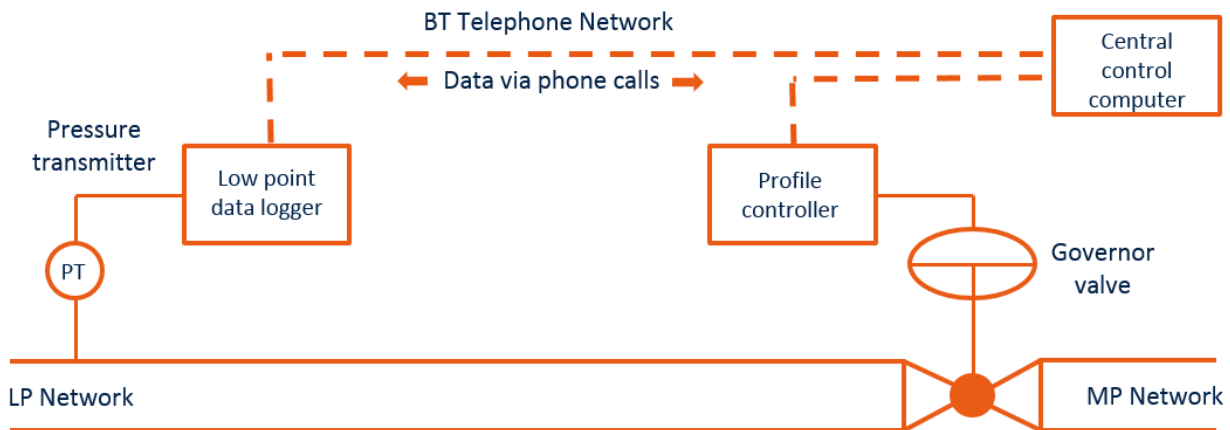 BT Telephone Network
Data via phone calls
Central
control
computer
Pressure
transmitter
Low point
data logger
Profile
controller
PT
Governor
valve
LP Network
MP Network